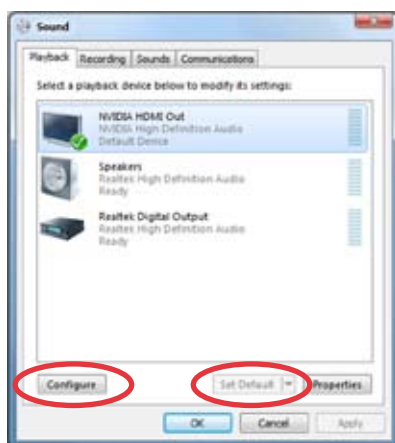 Sound
Playback Recording Sounds Communications
Select a playback device below to modify its settings:
NVIDIA HDMI Out
NVIDIA High Definition Audio
Default Device
Speakers
Realtek High Definition Audio
Ready
Realtek Digital Output
Realtek High Definition Audio
Ready
Configure Set Default Properties
OK Cancel Apply